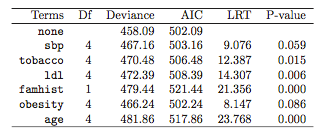 Terms Df Deviance AIC LRT P-value
none 458.09 502.09
sbp 4 467.16 503.16 9.076 0.059
tobacco 4 470.48 506.48 12.387 0.015
ldl 4 472.39 508.39 14.307 0.006
famhist 1 479.44 521.44 21.356 0.000
obesity 4 466.24 502.24 8.147 0.086
age 4 481.86 517.86 23.768 0.000